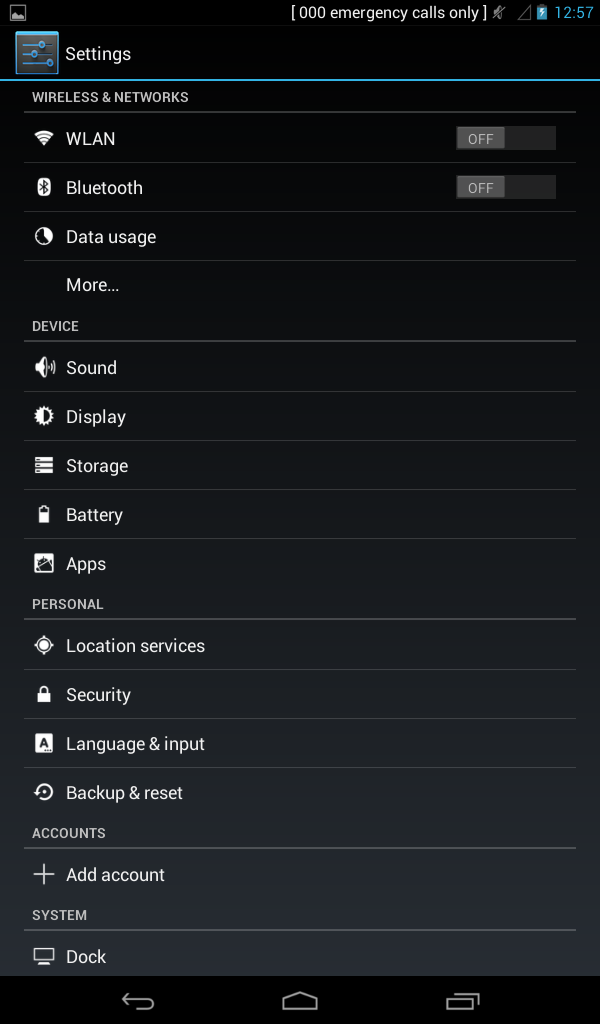 [ 000 emergency calls only ] 12:57
Settings
WIRELESS & NETWORKS
WLAN OFF
Bluetooth OFF
Data usage
More...
DEVICE
Sound
Display
Storage
Battery
Apps
PERSONAL
Location services
Security
A
Language & input
Backup & reset
ACCOUNTS
Add account
SYSTEM
Dock